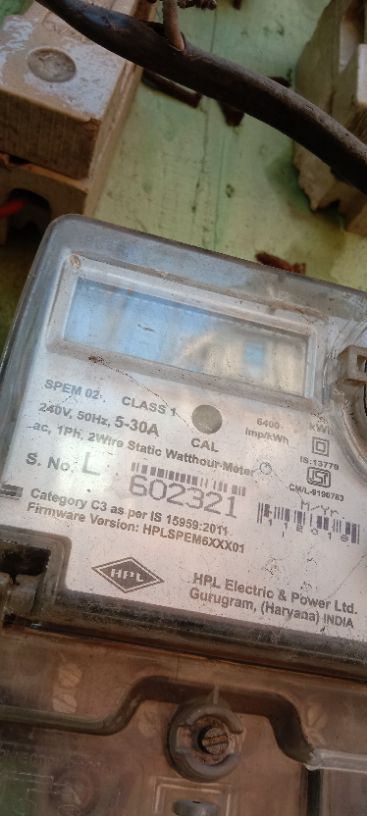 SPEM 02 CLASS 1
240V, 50Hz, 5-30A CAL 6400 imp/kWh kWh
ac, 1Ph, 2Wire Static Watthour Meter
IS:13779
S. No. L 602321
CM/L-9190783
M/Yr.
Category C3 as per IS 15959:2011
Firmware Version: HPLSPEM6XXX01
HPL
HPL Electric & Power Ltd.
Gurugram, (Haryana) INDIA